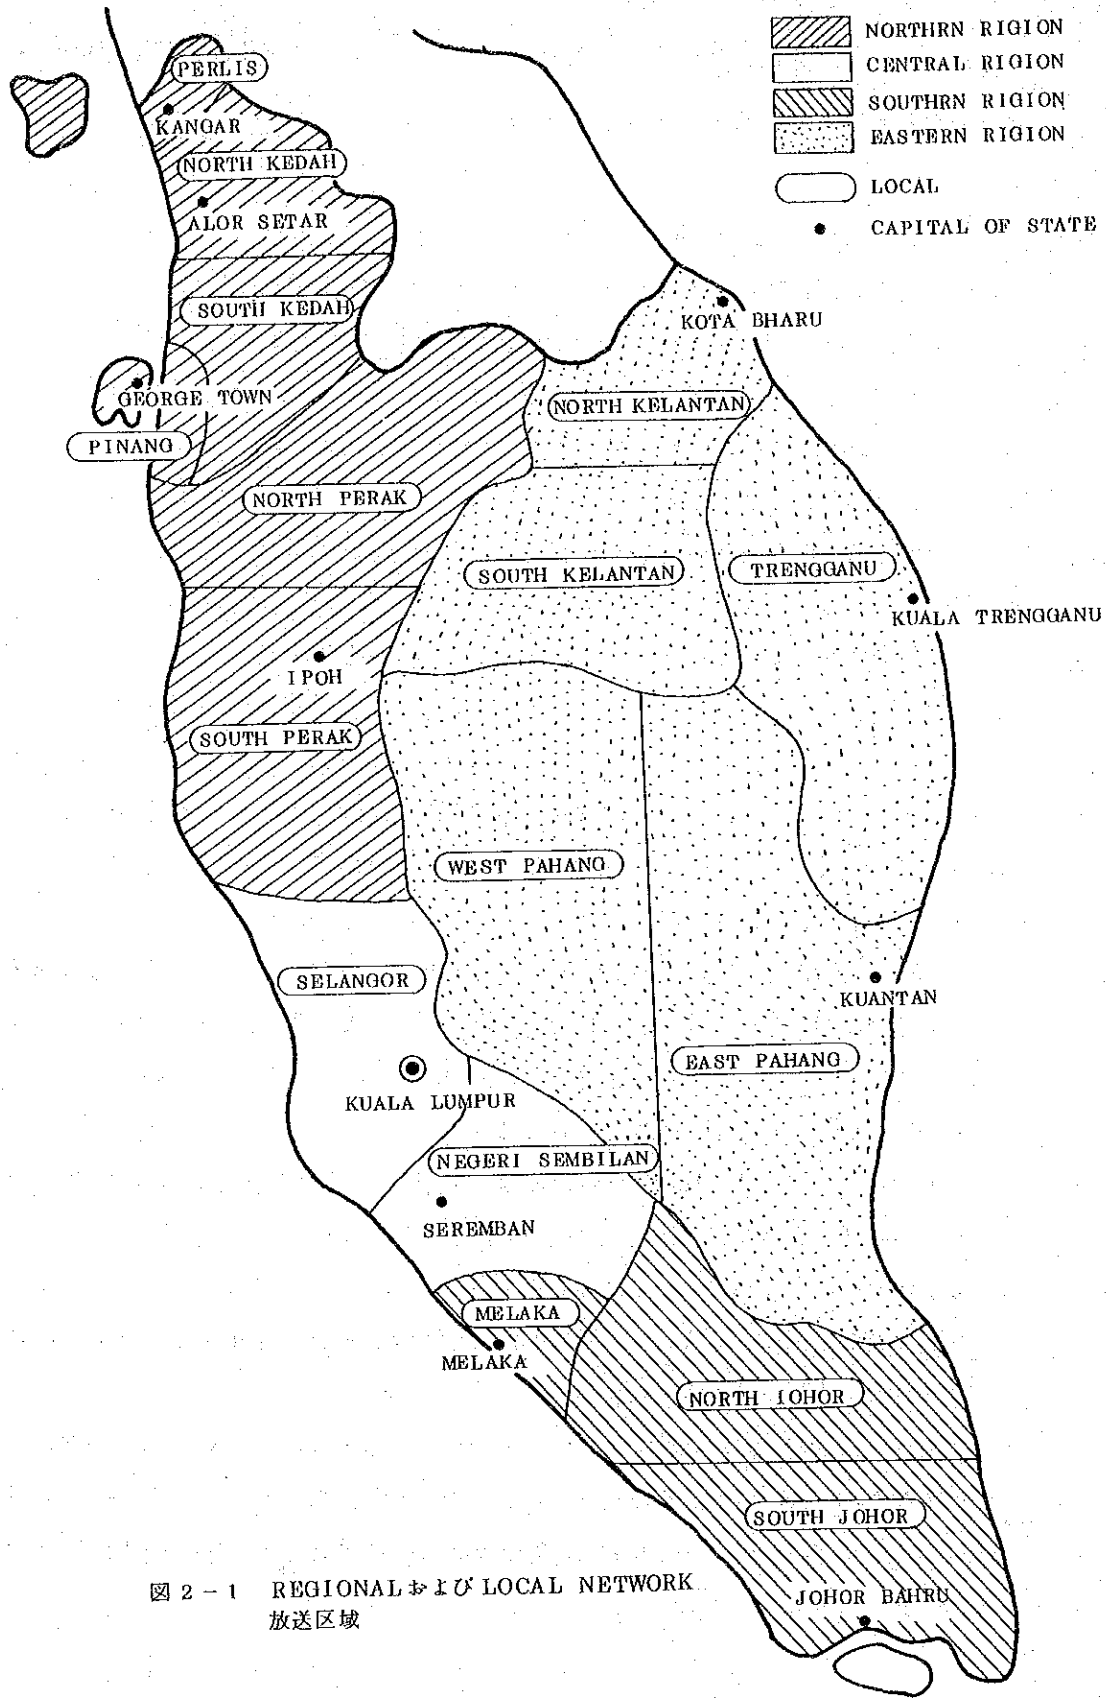 NORTHRN RIGION
CENTRAL RIGION
SOUTHRN RIGION
EASTERN RIGION
LOCAL
CAPITAL OF STATE
PERLIS
KANGAR
NORTH KEDAH
ALOR SETAR
SOUTH KEDAH
KOTA BHARU
GEORGE TOWN
NORTH KELANTAN
PINANG
NORTH PERAK
SOUTH KELANTAN
TRENGGANU
KUALA TRENGGANU
IPOH
SOUTH PERAK
WEST PAHANG
SELANGOR
KUANTAN
EAST PAHANG
KUALA LUMPUR
NEGERI SEMBILAN
SEREMBAN
MELAKA
MELAKA
NORTH IOHOR
SOUTH JOHOR
JOHOR BAHRU
図 2-1 REGIONALおよびLOCAL NETWORK
放送区域